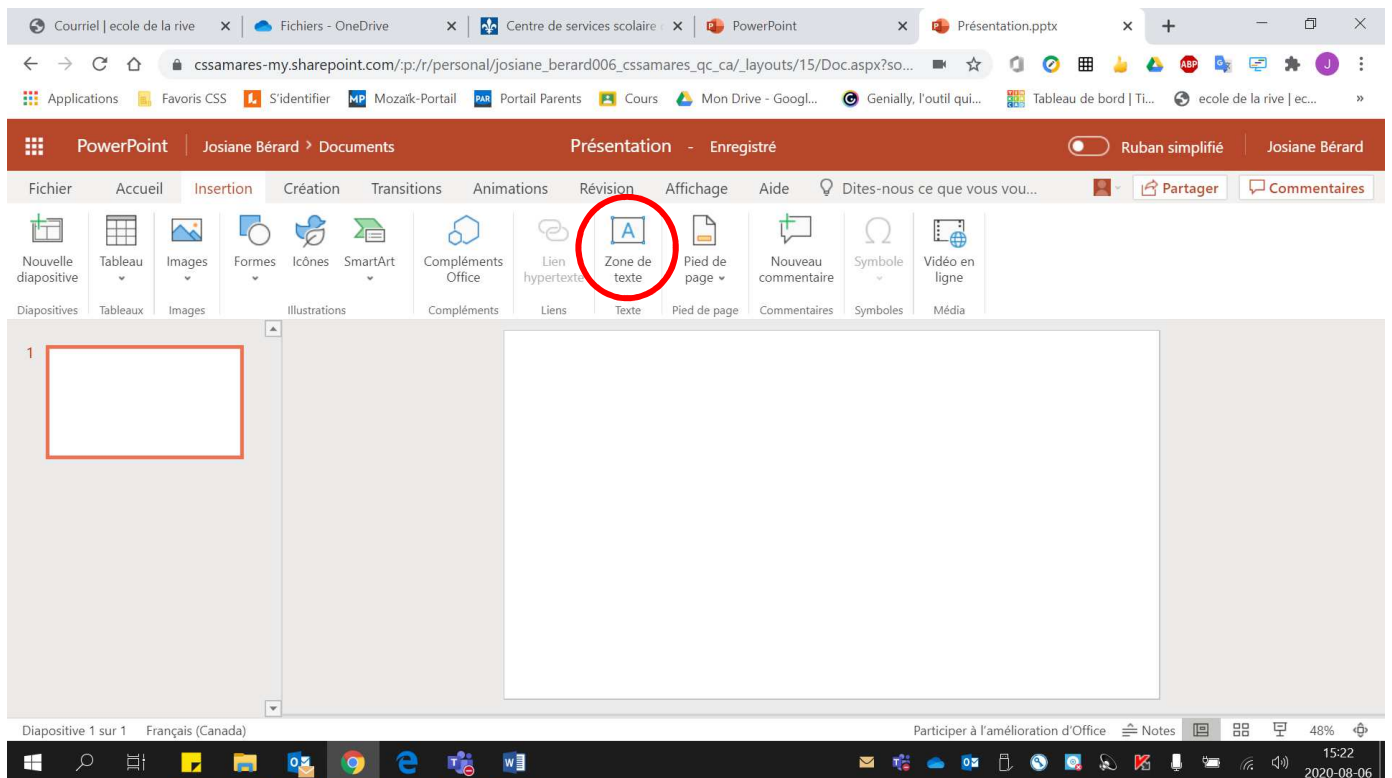 Courriel | ecole de la rive
Fichiers - OneDrive
Centre de services scolaire
PowerPoint
Présentation.pptx
cssamares-my.sharepoint.com/:p:/r/personal/josiane_berard006_cssamares_qc_ca/_layouts/15/Doc.aspx?so...
ABP
J
Applications
Favoris CSS
S'identifier
MP Mozaïk-Portail
PAR Portail Parents
Cours
Mon Drive - Googl...
Genially, l'outil qui...
Tableau de bord | Ti...
ecole de la rive | ec...
»
PowerPoint
Josiane Bérard > Documents
Présentation - Enregistré
Ruban simplifié
Josiane Bérard
Fichier
Accueil
Insertion
Création
Transitions
Animations
Révision
Affichage
Aide
Dites-nous ce que vous vou...
Partager
Commentaires
Nouvelle
diapositive
Tableau
Images
Formes
Icônes
SmartArt
Compléments
Office
Lien
hypertexte
A
Zone de
texte
Pied de
page
Nouveau
commentaire
Ω
Symbole
Vidéo en
ligne
Diapositives
Tableaux
Images
Illustrations
Compléments
Liens
Texte
Pied de page
Commentaires
Symboles
Média
1
Diapositive 1 sur 1
Français (Canada)
Participer à l'amélioration d'Office
Notes
48%
15:22
2020-08-06